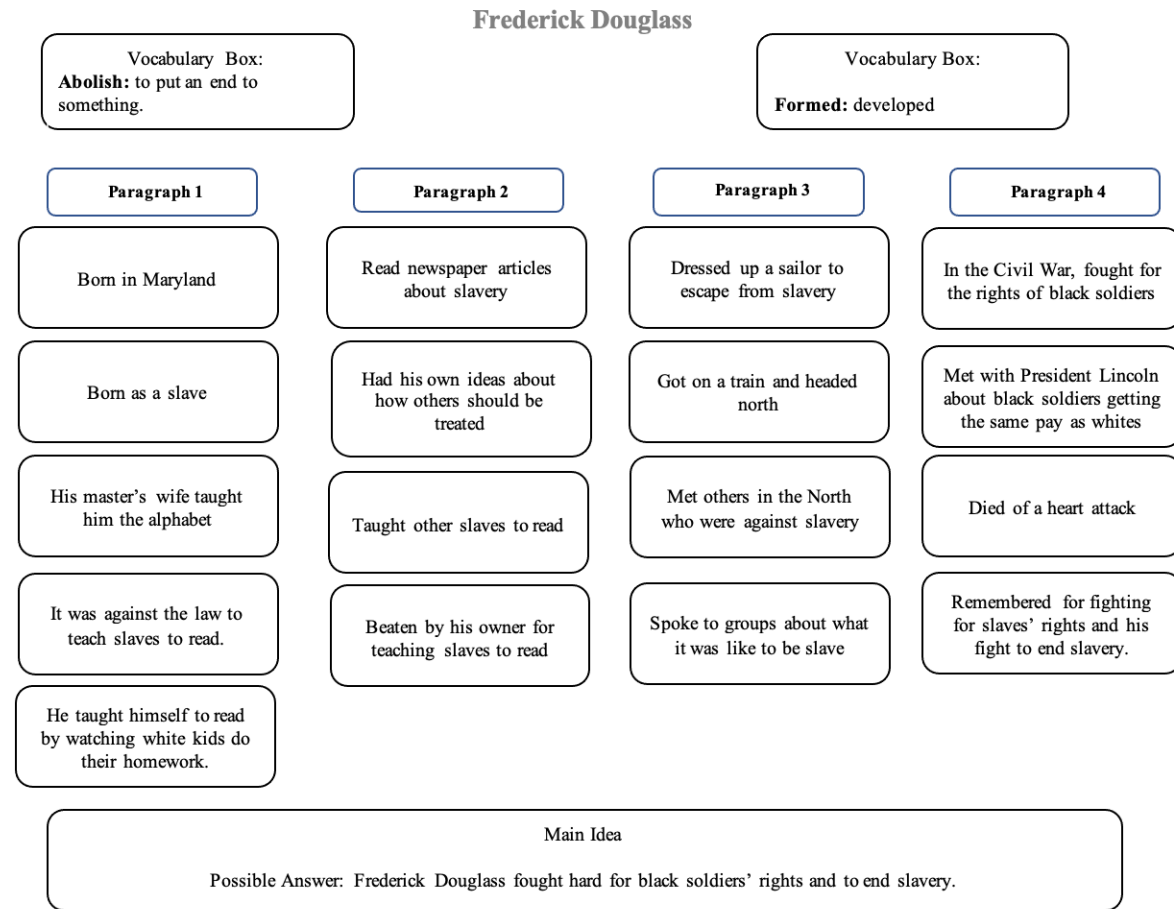 Frederick Douglass
Vocabulary Box:
Abolish: to put an end to
something.
Vocabulary Box:
Formed: developed
Paragraph 1
Born in Maryland
Born as a slave
His master's wife taught
him the alphabet
It was against the law to
teach slaves to read.
He taught himself to read
by watching white kids do
their homework.
Paragraph 2
Read newspaper articles
about slavery
Had his own ideas about
how others should be
treated
Taught other slaves to read
Beaten by his owner for
teaching slaves to read
Paragraph 3
Dressed up a sailor to
escape from slavery
Got on a train and headed
north
Met others in the North
who were against slavery
Spoke to groups about what
it was like to be slave
Paragraph 4
In the Civil War, fought for
the rights of black soldiers
Met with President Lincoln
about black soldiers getting
the same pay as whites
Died of a heart attack
Remembered for fighting
for slaves' rights and his
fight to end slavery.
Main Idea
Possible Answer: Frederick Douglass fought hard for black soldiers' rights and to end slavery.